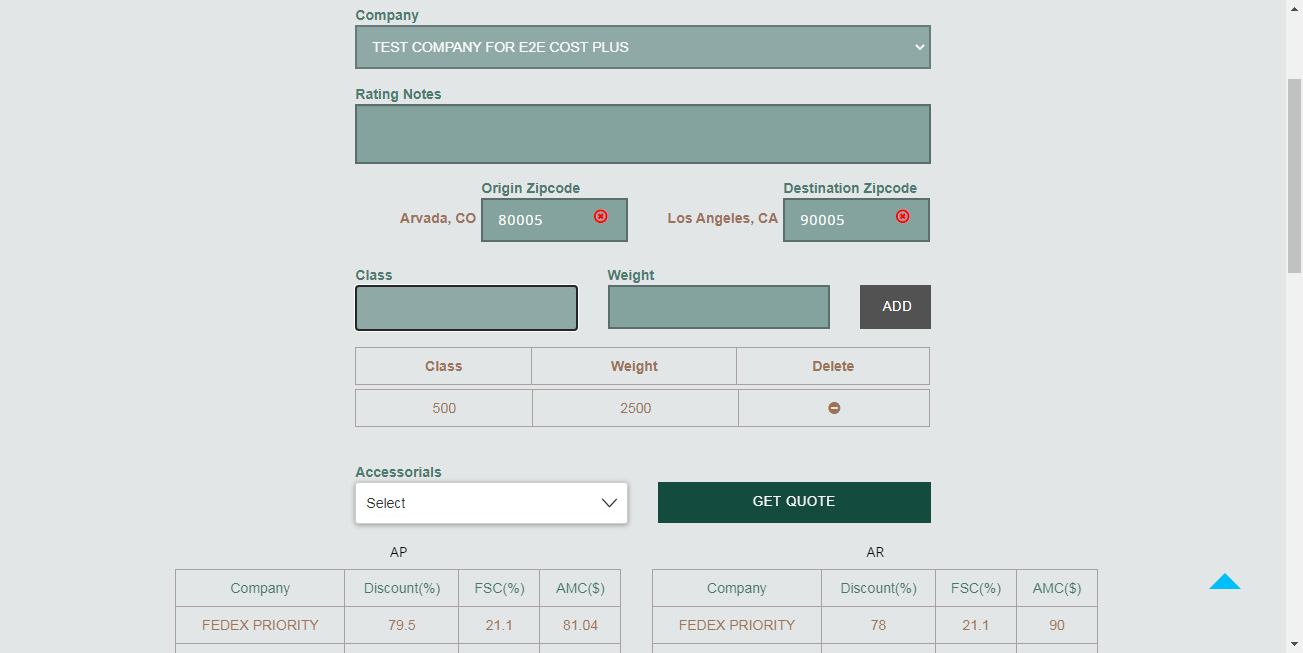 Company
TEST COMPANY FOR E2E COST PLUS
Rating Notes
Origin Zipcode
Destination Zipcode
Arvada, CO
80005
Los Angeles, CA
90005
Class
Weight
ADD
Class Weight Delete
500 2500
Accessorials
Select
GET QUOTE
AP
AR
Company Discount(%) FSC(%) AMC($)
Company Discount(%) FSC(%) AMC($)
FEDEX PRIORITY 79.5 21.1 81.04
FEDEX PRIORITY 78 21.1 90